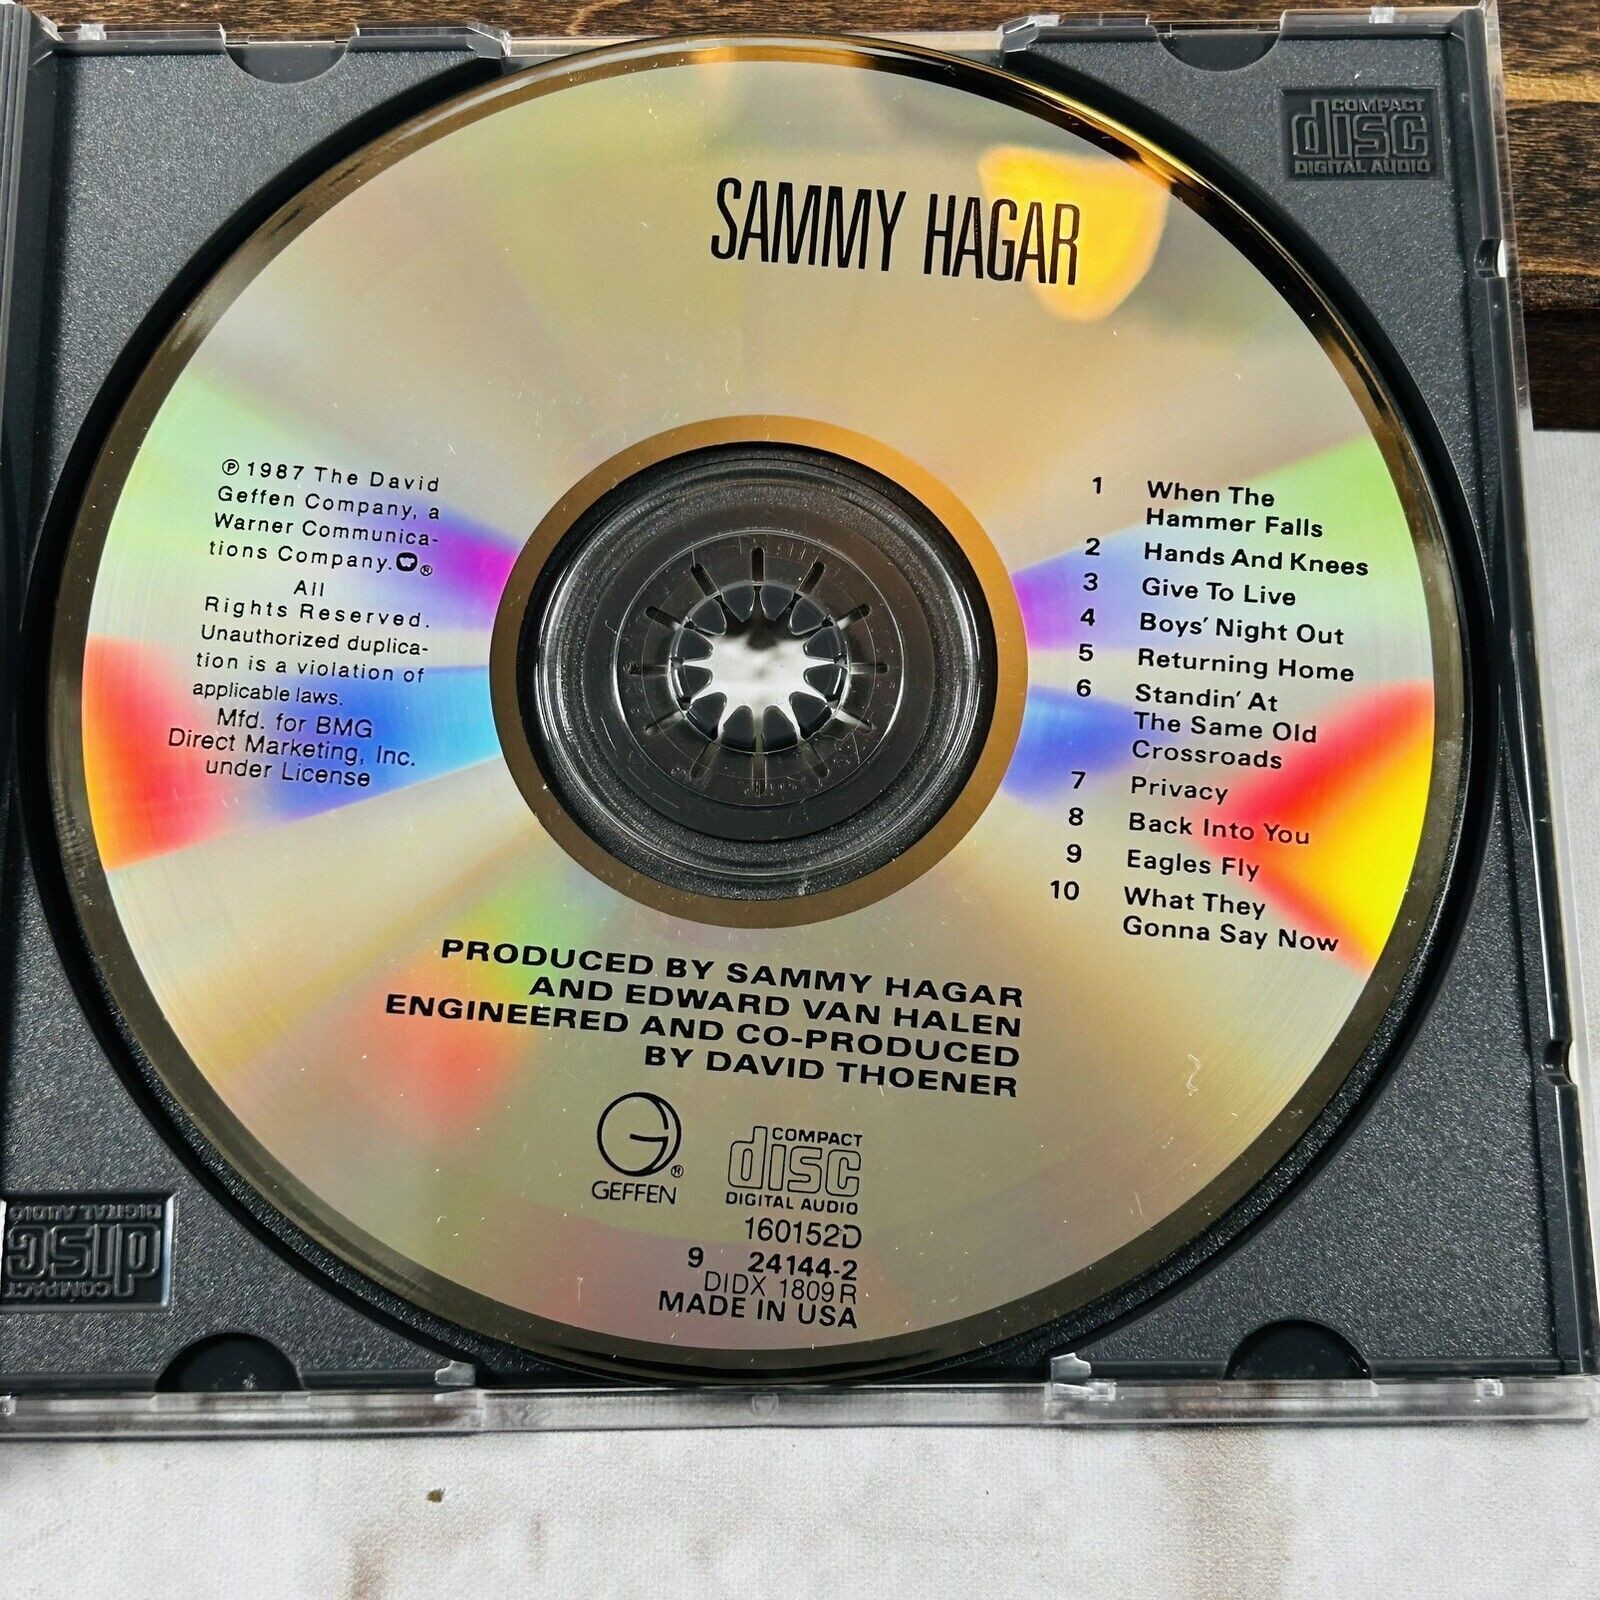 COMPACT
disc
DIGITAL AUDIO
SAMMY HAGAR
℗ 1987 The David
Geffen Company, a
Warner Communica-
tions Company. ®
All
Rights Reserved.
Unauthorized duplica-
tion is a violation of
applicable laws.
Mfd. for BMG
Direct Marketing, Inc.
under License
1 When The
Hammer Falls
2 Hands And Knees
3 Give To Live
4 Boys' Night Out
5 Returning Home
6 Standin' At
The Same Old
Crossroads
7 Privacy
8 Back Into You
9 Eagles Fly
10 What They
Gonna Say Now
PRODUCED BY SAMMY HAGAR
AND EDWARD VAN HALEN
ENGINEERED AND CO-PRODUCED
BY DAVID THOENER
G ®
GEFFEN
COMPACT
disc
DIGITAL AUDIO
160152D
9 24144-2
DIDX 1809 R
MADE IN USA
COMPACT
disc
DIGITAL AUDIO